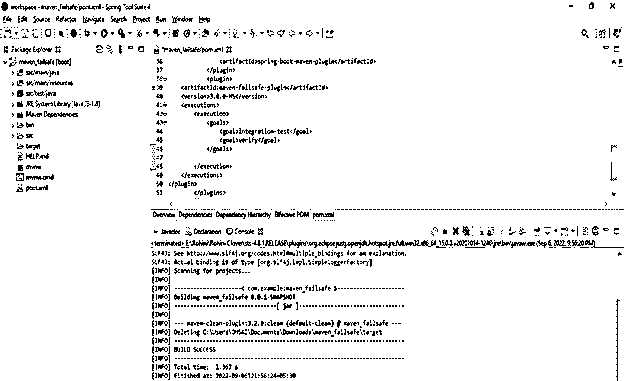 workspace - maven_failsafe/pom.xml - Spring Tool Suite 4
File Edit Source Refactor Navigate Search Project Run Window Help
Package Explorer
maven_failsafe [boot]
src/main/java
src/main/resources
src/test/java
JRE System Library
Maven Dependencies
bin
src
target
HELP.md
mvnw
mvnw.cmd
pom.xml
*maven_failsafe/pom.xml
36 <artifactId>spring-boot-maven-plugin</artifactId>
37 </plugin>
38 <plugin>
39 <artifactId>maven-failsafe-plugin</artifactId>
40 <version>3.0.0-M5</version>
41 <executions>
42 <execution>
43 <goals>
44 <goal>integration-test</goal>
45 <goal>verify</goal>
46 </goals>
47
48 </execution>
49 </executions>
50 </plugin>
51 </plugins>
Overview Dependencies Dependency Hierarchy Effective POM pom.xml
Javadoc Declaration Console
SLF4J: See http://www.slf4j.org/codes.html#multiple_bindings for an explanation.
SLF4J: Actual binding is of type [org.slf4j.impl.SimpleLoggerFactory]
[INFO] Scanning for projects...
[INFO]
[INFO] ---------------------< com.example:maven_failsafe >---------------------
[INFO] Building maven_failsafe 0.0.1-SNAPSHOT
[INFO] --------------------------------[ jar ]---------------------------------
[INFO]
[INFO] --- maven-clean-plugin:3.2.0:clean (default-clean) @ maven_failsafe ---
[INFO] Deleting C:\Users\OMSAI\Documents\Downloads\maven_failsafe\target
[INFO] ------------------------------------------------------------------------
[INFO] BUILD SUCCESS
[INFO] ------------------------------------------------------------------------
[INFO] Total time: 1.367 s
[INFO] Finished at: 2022-09-06T21:56:24+05:30